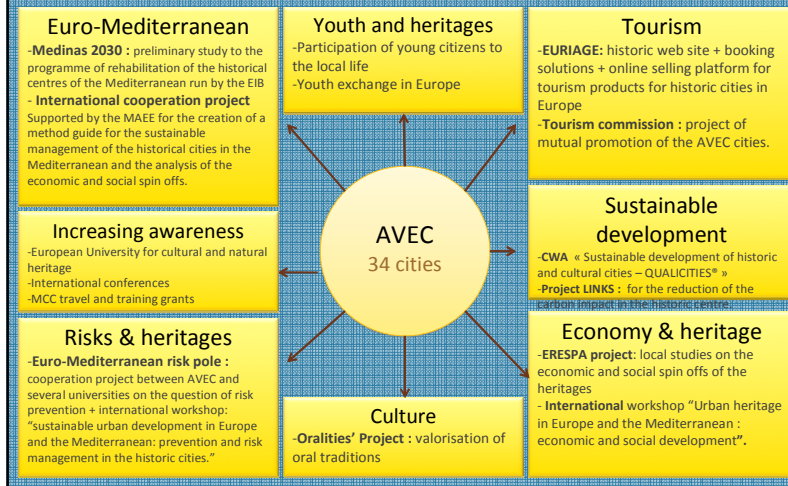 Euro-Mediterranean
-Medinas 2030 : preliminary study to the
programme of rehabilitation of the historical
centres of the Mediterranean run by the EIB
- International cooperation project
Supported by the MAEE for the creation of a
method guide for the sustainable
management of the historical cities in the
Mediterranean and the analysis of the
economic and social spin offs.
Youth and heritages
-Participation of young citizens to
the local life
-Youth exchange in Europe
Tourism
-EURIAGE: historic web site + booking
solutions + online selling platform for
tourism products for historic cities in
Europe
-Tourism commission : project of
mutual promotion of the AVEC cities.
Increasing awareness
-European University for cultural and natural
heritage
-International conferences
-MCC travel and training grants
AVEC
34 cities
Sustainable
development
-CWA « Sustainable development of historic
and cultural cities – QUALICITIES® »
-Project LINKS : for the reduction of the
carbon impact in the historic centre.
Risks & heritages
-Euro-Mediterranean risk pole :
cooperation project between AVEC and
several universities on the question of risk
prevention + international workshop:
“sustainable urban development in Europe
and the Mediterranean: prevention and risk
management in the historic cities.”
Culture
-Oralities’ Project : valorisation of
oral traditions
Economy & heritage
-ERESPA project: local studies on the
economic and social spin offs of the
heritages
- International workshop “Urban heritage
in Europe and the Mediterranean :
economic and social development”.